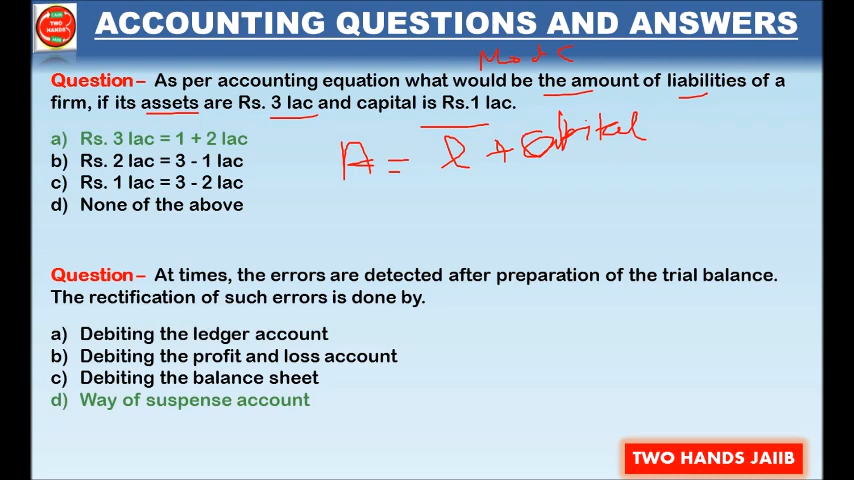 TWO HANDS
ACCOUNTING QUESTIONS AND ANSWERS
Question – As per accounting equation what would be the amount of liabilities of a
firm, if its assets are Rs. 3 lac and capital is Rs.1 lac.
A = L + Capital
a) Rs. 3 lac = 1 + 2 lac
b) Rs. 2 lac = 3 - 1 lac
c) Rs. 1 lac = 3 - 2 lac
d) None of the above
Question – At times, the errors are detected after preparation of the trial balance.
The rectification of such errors is done by.
a) Debiting the ledger account
b) Debiting the profit and loss account
c) Debiting the balance sheet
d) Way of suspense account
TWO HANDS JAIIB